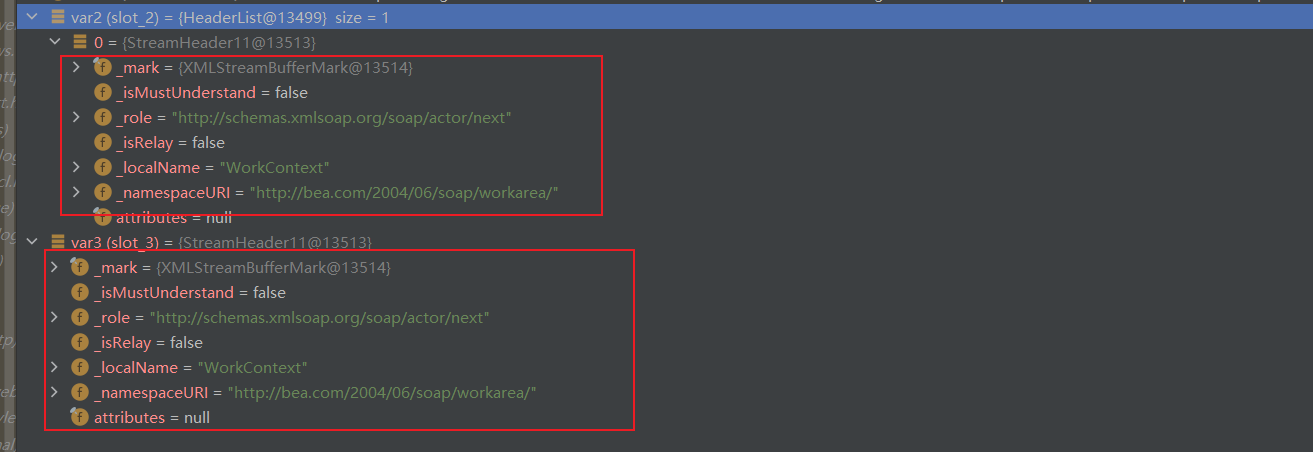 var2 (slot_2) = {HeaderList@13499} size = 1
0 = {StreamHeader11@13513}
f _mark = {XMLStreamBufferMark@13514}
f _isMustUnderstand = false
f _role = "http://schemas.xmlsoap.org/soap/actor/next"
f _isRelay = false
f _localName = "WorkContext"
f _namespaceURI = "http://bea.com/2004/06/soap/workarea/"
f attributes = null
var3 (slot_3) = {StreamHeader11@13513}
f _mark = {XMLStreamBufferMark@13514}
f _isMustUnderstand = false
f _role = "http://schemas.xmlsoap.org/soap/actor/next"
f _isRelay = false
f _localName = "WorkContext"
f _namespaceURI = "http://bea.com/2004/06/soap/workarea/"
f attributes = null